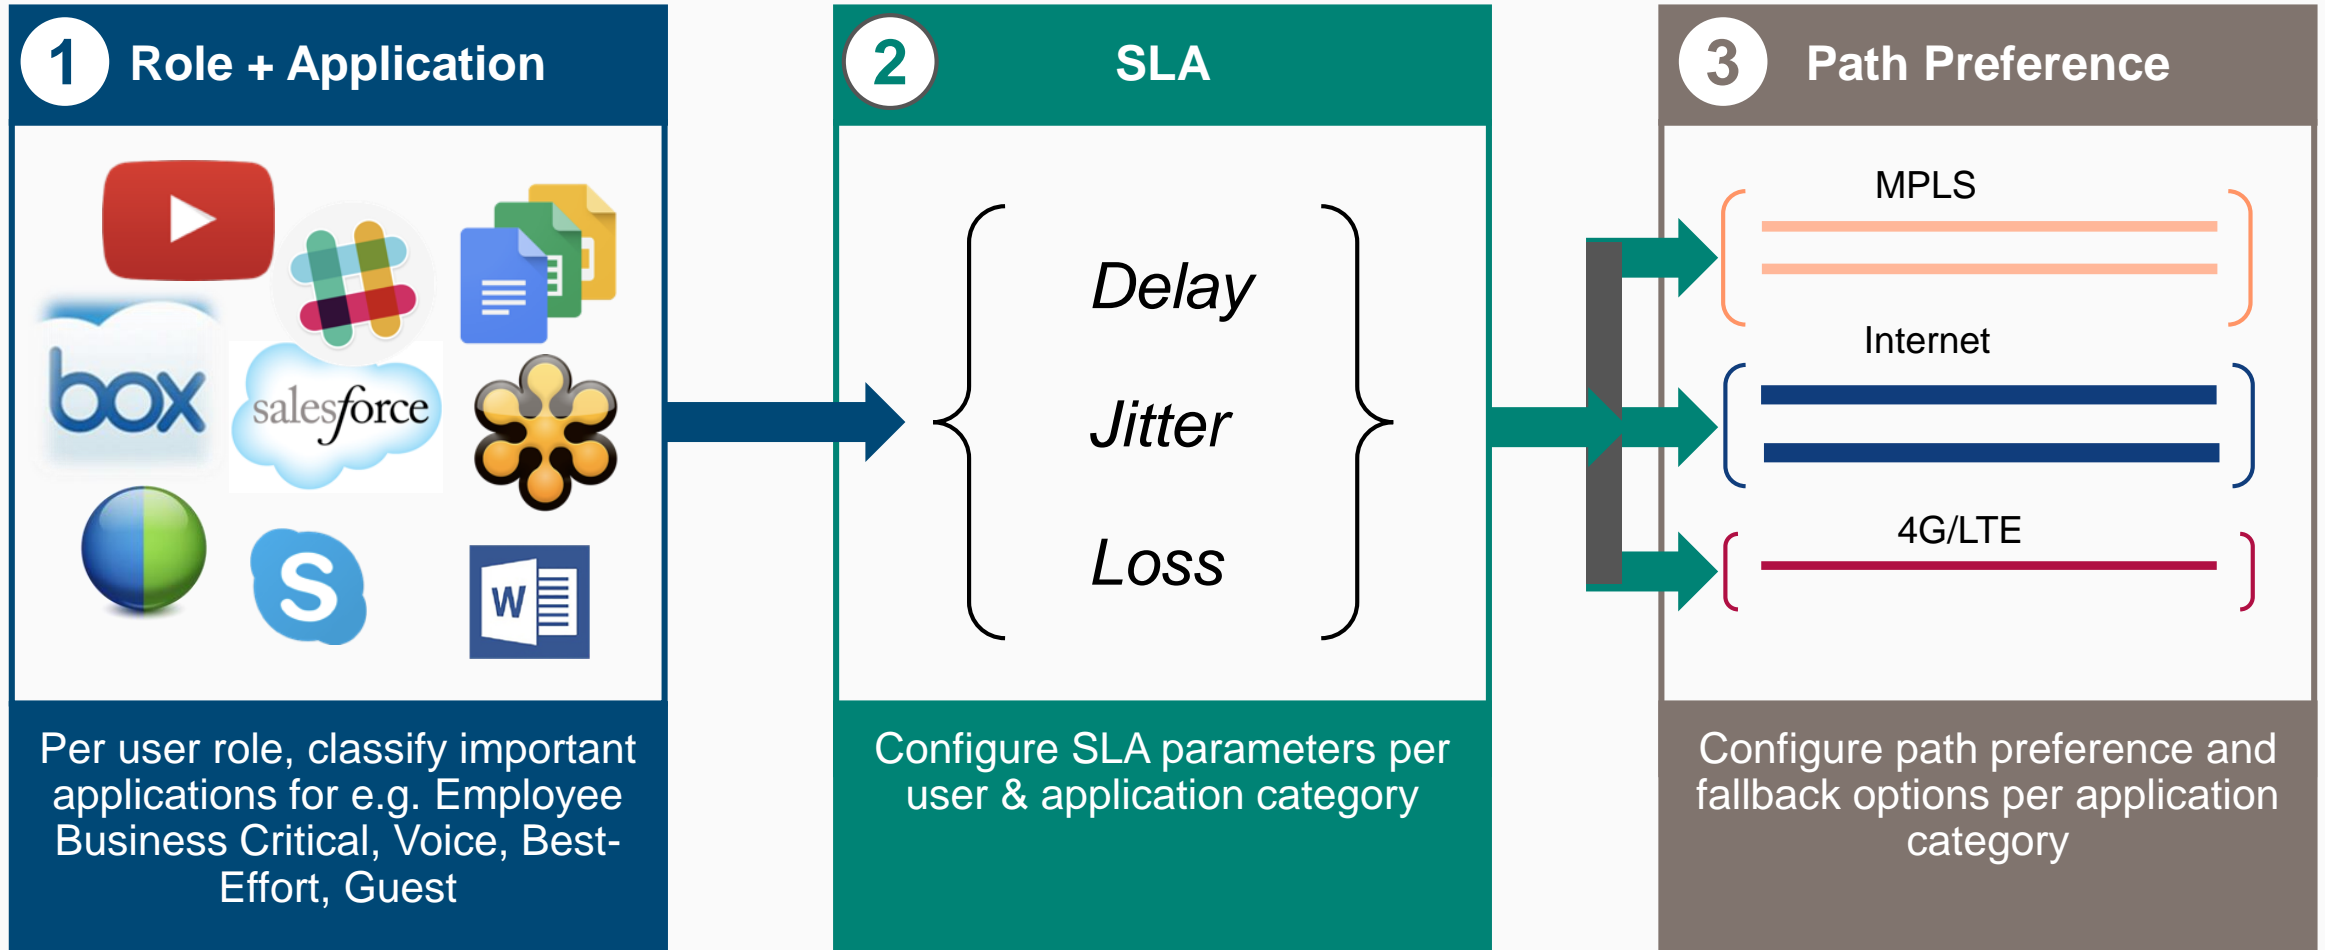 1 Role + Application
box
salesforce
S
W
Per user role, classify important
applications for e.g. Employee
Business Critical, Voice, Best-
Effort, Guest
2 SLA
Delay
Jitter
Loss
Configure SLA parameters per
user & application category
3 Path Preference
MPLS
Internet
4G/LTE
Configure path preference and
fallback options per application
category